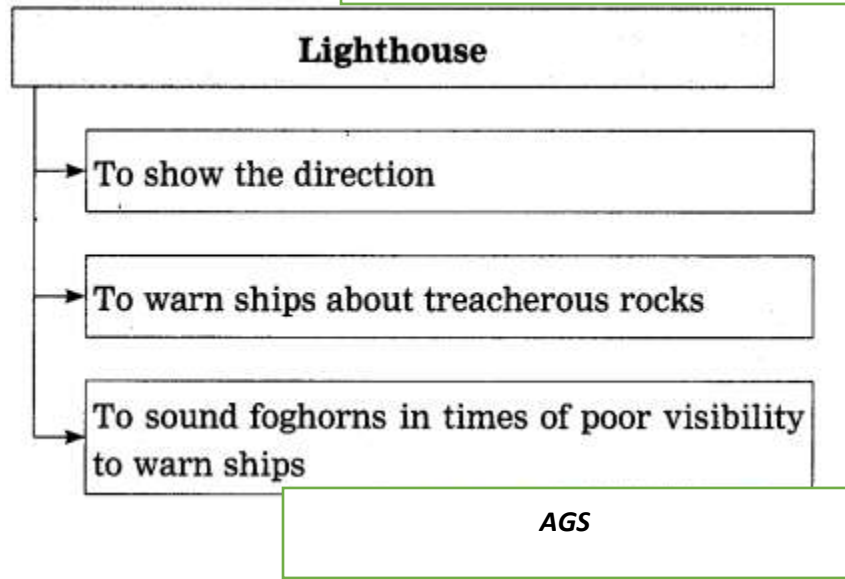 Lighthouse
To show the direction
To warn ships about treacherous rocks
To sound foghorns in times of poor visibility
to warn ships
AGS